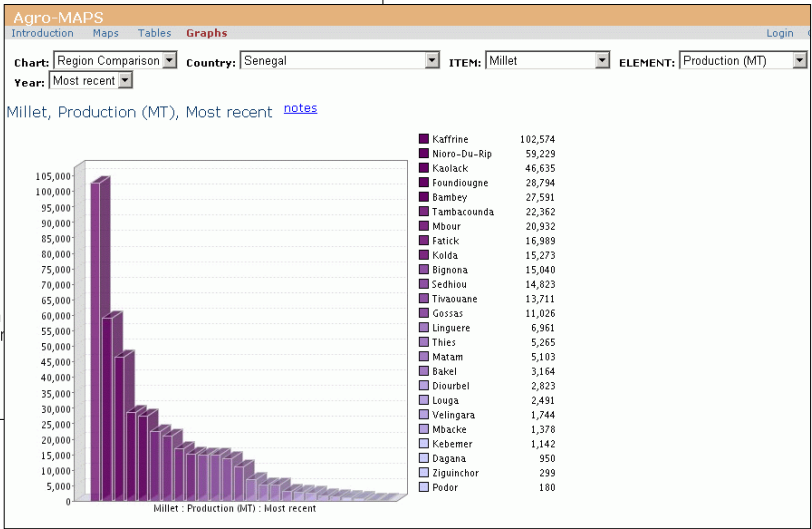 Agro-MAPS
Introduction Maps Tables Graphs Login
Chart: Region Comparison Country: Senegal ITEM: Millet ELEMENT: Production (MT)
Year: Most recent
Millet, Production (MT), Most recent notes
105,000
100,000
95,000
90,000
85,000
80,000
75,000
70,000
65,000
60,000
55,000
50,000
45,000
40,000
35,000
30,000
25,000
20,000
15,000
10,000
5,000
0
Millet : Production (MT) : Most recent
Kaffrine 102,574
Nioro-Du-Rip 59,229
Kaolack 46,635
Foundiougne 28,794
Bambey 27,591
Tambacounda 22,362
Mbour 20,932
Fatick 16,989
Kolda 15,273
Bignona 15,040
Sedhiou 14,823
Tivaouane 13,711
Gossas 11,026
Linguere 6,961
Thies 5,265
Matam 5,103
Bakel 3,164
Diourbel 2,823
Louga 2,491
Velingara 1,744
Mbacke 1,378
Kebemer 1,142
Dagana 950
Ziguinchor 299
Podor 180